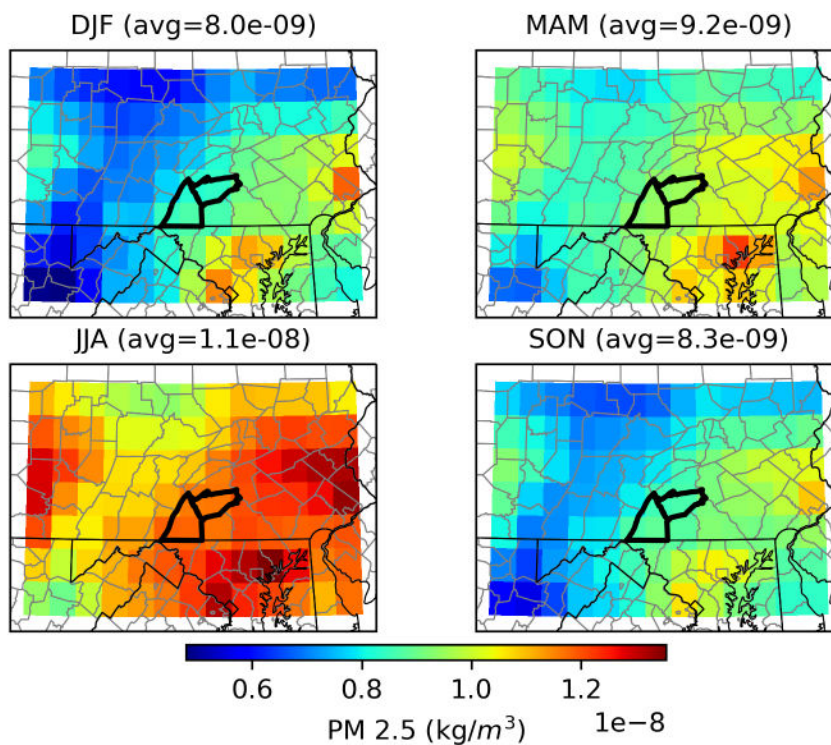 DJF (avg=8.0e-09) MAM (avg=9.2e-09)
JJA (avg=1.1e-08) SON (avg=8.3e-09)
0.6 0.8 1.0 1.2
1e−8
PM 2.5 (kg/m³)